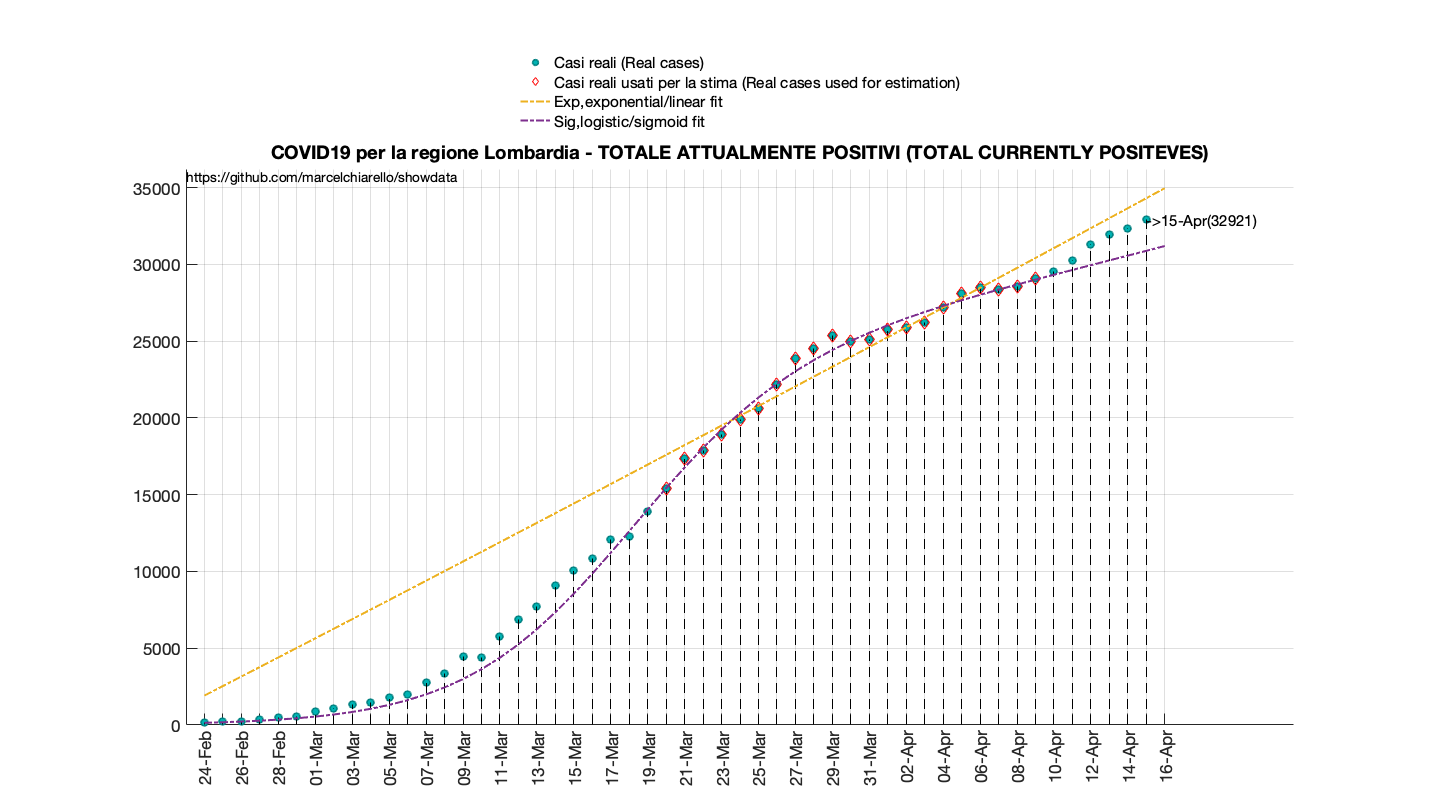 Casi reali (Real cases)
Casi reali usati per la stima (Real cases used for estimation)
Exp,exponential/linear fit
Sig,logistic/sigmoid fit
COVID19 per la regione Lombardia - TOTALE ATTUALMENTE POSITIVI (TOTAL CURRENTLY POSITEVES)
https://github.com/marcelchiarello/showdata
35000
30000
25000
20000
15000
10000
5000
0
->15-Apr(32921)
24-Feb
26-Feb
28-Feb
01-Mar
03-Mar
05-Mar
07-Mar
09-Mar
11-Mar
13-Mar
15-Mar
17-Mar
19-Mar
21-Mar
23-Mar
25-Mar
27-Mar
29-Mar
31-Mar
02-Apr
04-Apr
06-Apr
08-Apr
10-Apr
12-Apr
14-Apr
16-Apr